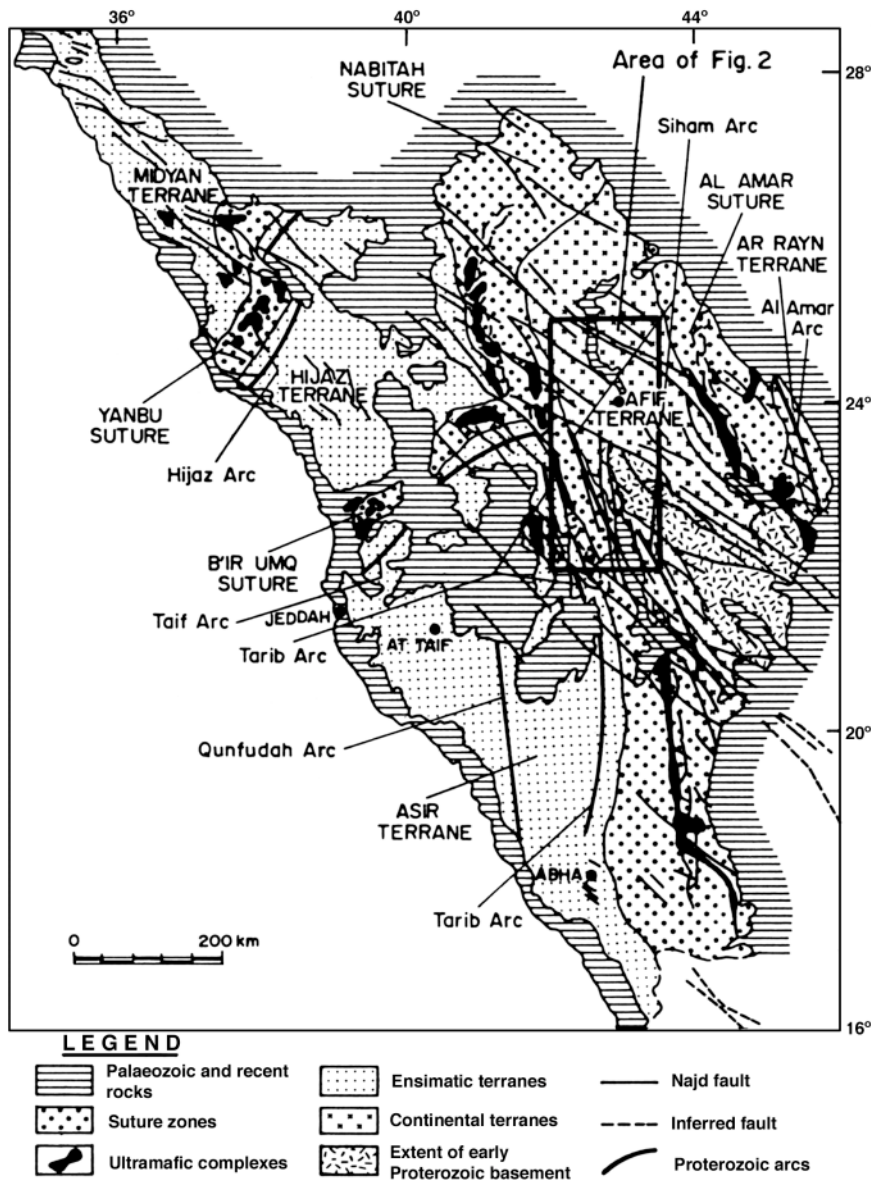 36° 40° 44°
28°
Area of Fig. 2
NABITAH
SUTURE
Siham Arc
MIDYAN
TERRANE
AL AMAR
SUTURE
AR RAYN
TERRANE
Al Amar
Arc
HIJAZ
TERRANE
AFIF
TERRANE
24°
YANBU
SUTURE
Hijaz Arc
B'IR UMQ
SUTURE
Taif Arc
JEDDAH
AT TAIF
Tarib Arc
20°
Qunfudah Arc
ASIR
TERRANE
ABHA
Tarib Arc
0 200 km
16°
LEGEND
Palaeozoic and recent
rocks
Suture zones
Ultramafic complexes
Ensimatic terranes
Continental terranes
Extent of early
Proterozoic basement
Najd fault
Inferred fault
Proterozoic arcs